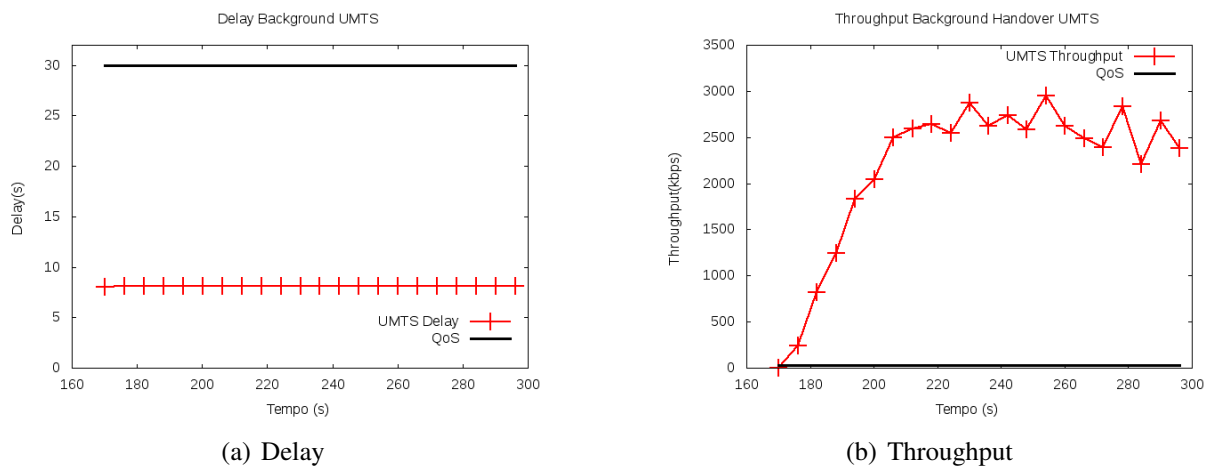 Delay Background UMTS
30
25
20
15
10
5
0
Delay(s)
UMTS Delay
QoS
160 180 200 220 240 260 280 300
Tempo (s)
(a) Delay
Throughput Background Handover UMTS
3500
3000
2500
2000
1500
1000
500
0
Throughput(kbps)
UMTS Throughput
QoS
160 180 200 220 240 260 280 300
Tempo (s)
(b) Throughput